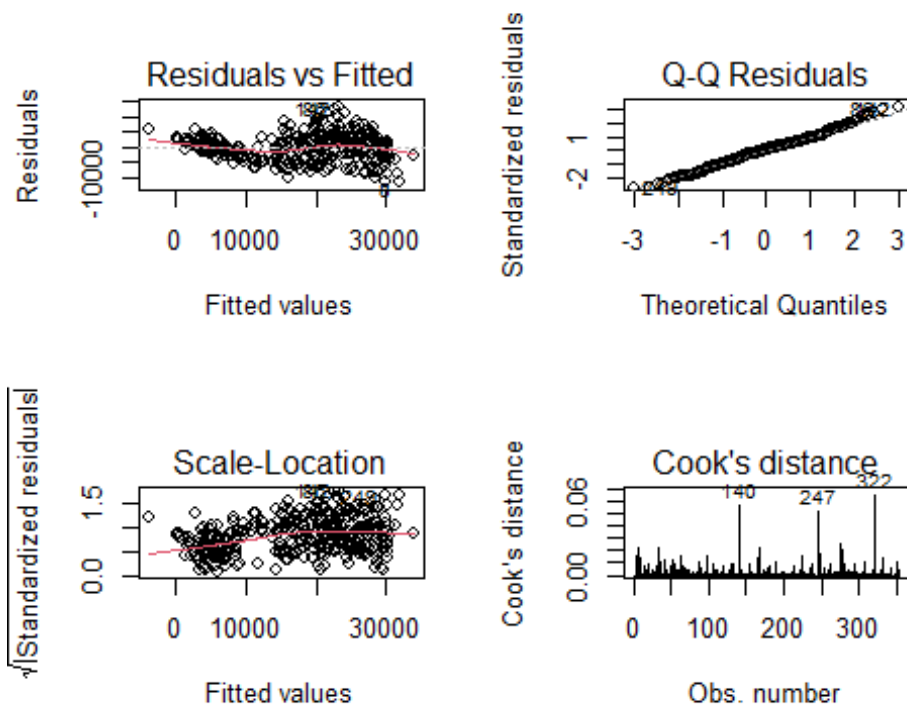 Residuals vs Fitted
Residuals
-10000
0 10000 30000
Fitted values
Q-Q Residuals
Standardized residuals
-2 1
-3 -1 0 1 2 3
Theoretical Quantiles
Scale-Location
√|Standardized residuals|
0.0 1.5
0 10000 30000
Fitted values
Cook's distance
Cook's distance
0.00 0.06
140 247 322
0 100 200 300
Obs. number